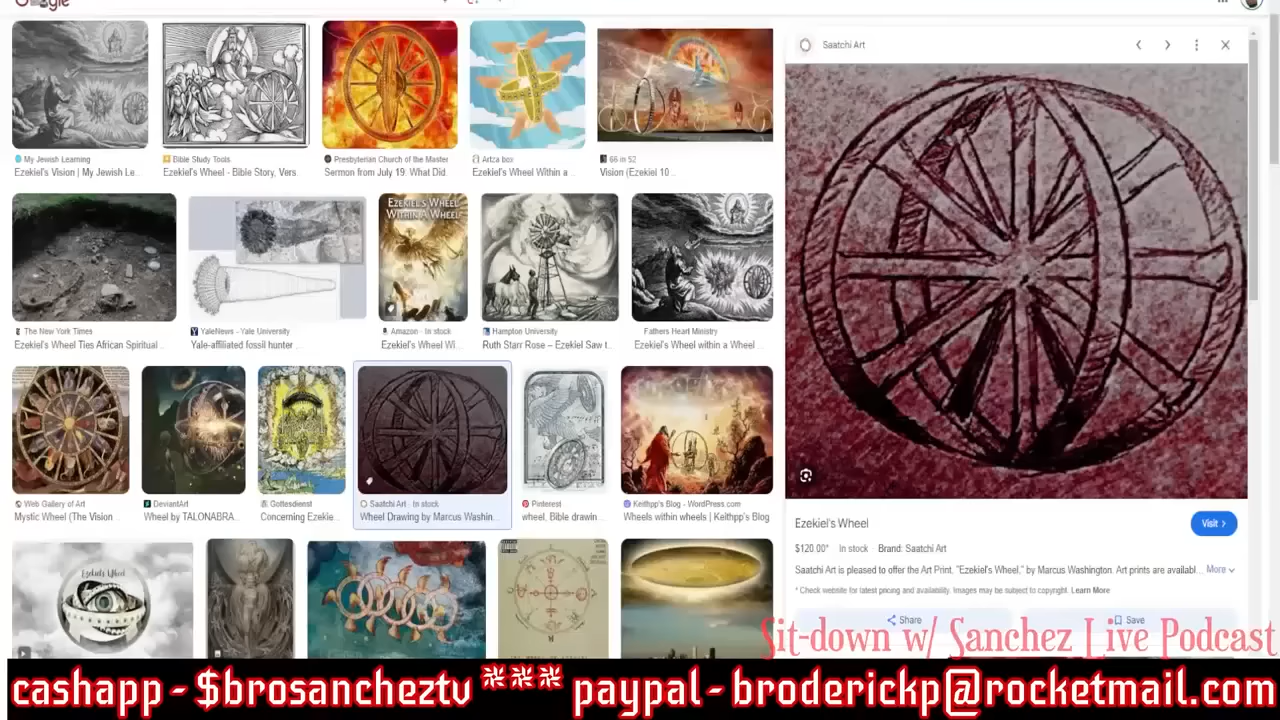 Saatchi Art
My Jewish Learning
Ezekiel's Vision | My Jewish Le...
Bible Study Tools
Ezekiel's Wheel - Bible Story, Vers.
Presbyterian Church of the Master
Sermon from July 19. What Did.
Artza box
Ezekiel's Wheel Within a ..
66 in 52
Vision (Ezekiel 10 ..
EZEKIEL'S WHEEL
WITHIN A WHEEL
The New York Times
Ezekiel's Wheel Ties African Spiritual ..
YaleNews - Yale University
Yale-affiliated fossil hunter ..
Amazon · In stock
Ezekiel's Wheel Wi...
Hampton University
Ruth Starr Rose – Ezekiel Saw t..
Fathers Heart Ministry
Ezekiel's Wheel within a Wheel ..
Web Gallery of Art
Mystic Wheel (The Vision ..
DeviantArt
Wheel by TALONABRA..
Gottesdienst
Concerning Ezekie..
Saatchi Art · In stock
Wheel Drawing by Marcus Washin...
Pinterest
wheel, Bible drawin ..
Keithpp's Blog - WordPress.com
Wheels within wheels | Keithpp's Blog
Ezekiel's Wheel
Visit
$120.00* In stock Brand: Saatchi Art
Saatchi Art is pleased to offer the Art Print, "Ezekiel's Wheel," by Marcus Washington. Art prints are availabl... More
* Check website for latest pricing and availability. Images may be subject to copyright. Learn More
Share
Save
Ezekiel's Wheel
Sit-down w/ Sanchez Live Podcast
cashapp - $brosancheztv *** paypal - broderickp@rocketmail.com